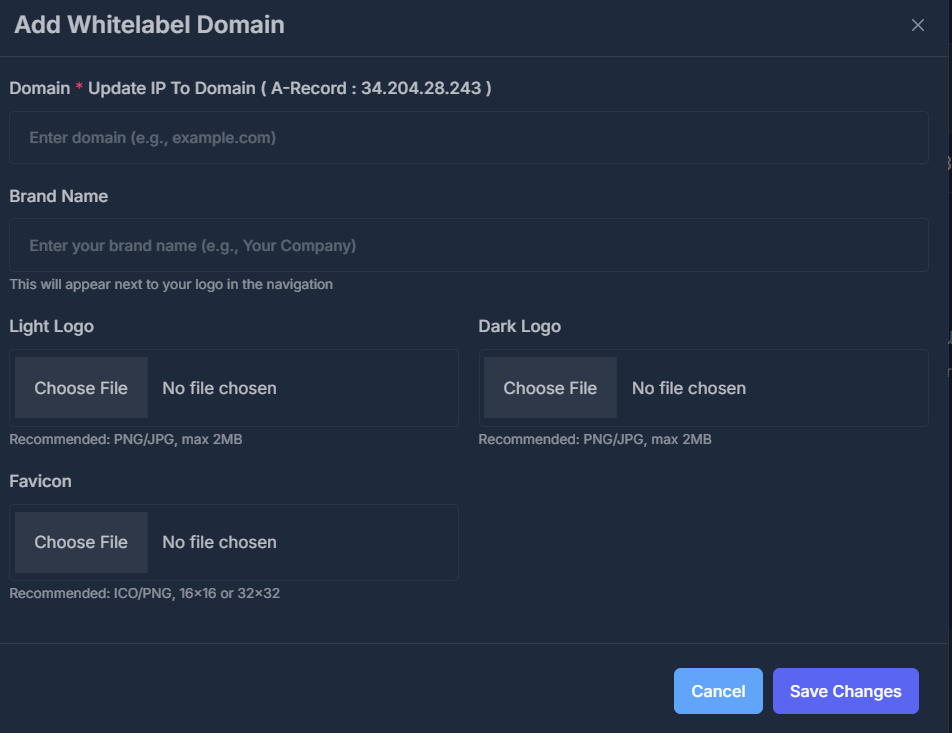 Add Whitelabel Domain
Domain * Update IP To Domain ( A-Record : 34.204.28.243 )
Enter domain (e.g., example.com)
Brand Name
Enter your brand name (e.g., Your Company)
This will appear next to your logo in the navigation
Light Logo
Dark Logo
Choose File No file chosen
Choose File No file chosen
Recommended: PNG/JPG, max 2MB
Recommended: PNG/JPG, max 2MB
Favicon
Choose File No file chosen
Recommended: ICO/PNG, 16×16 or 32×32
Cancel
Save Changes